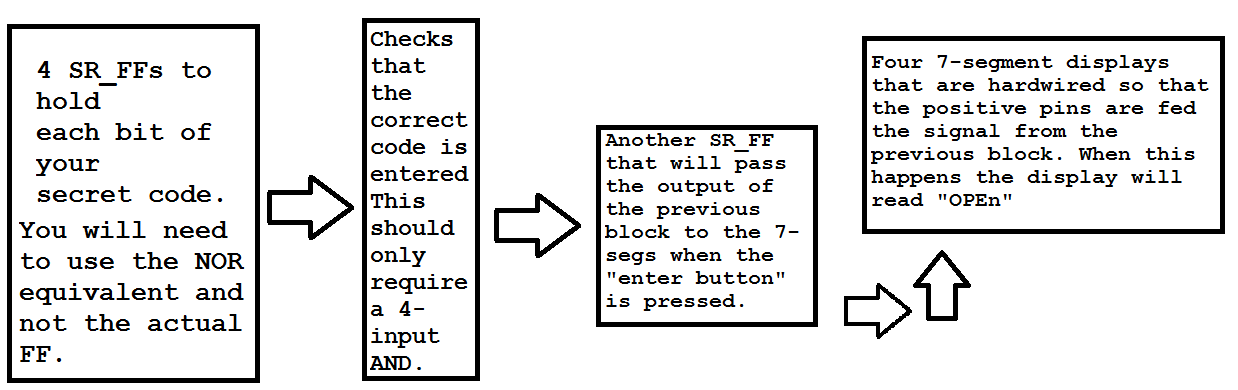 4 SR_FFs to
hold
each bit of
your
secret code.
You will need
to use the NOR
equivalent and
not the actual
FF.
Checks
that
the
correct
code is
entered
This
should
only
require
a 4-
input
AND.
Another SR_FF
that will pass
the output of
the previous
block to the 7-
segs when the
"enter button"
is pressed.
Four 7-segment displays
that are hardwired so that
the positive pins are fed
the signal from the
previous block. When this
happens the display will
read "OPEn"